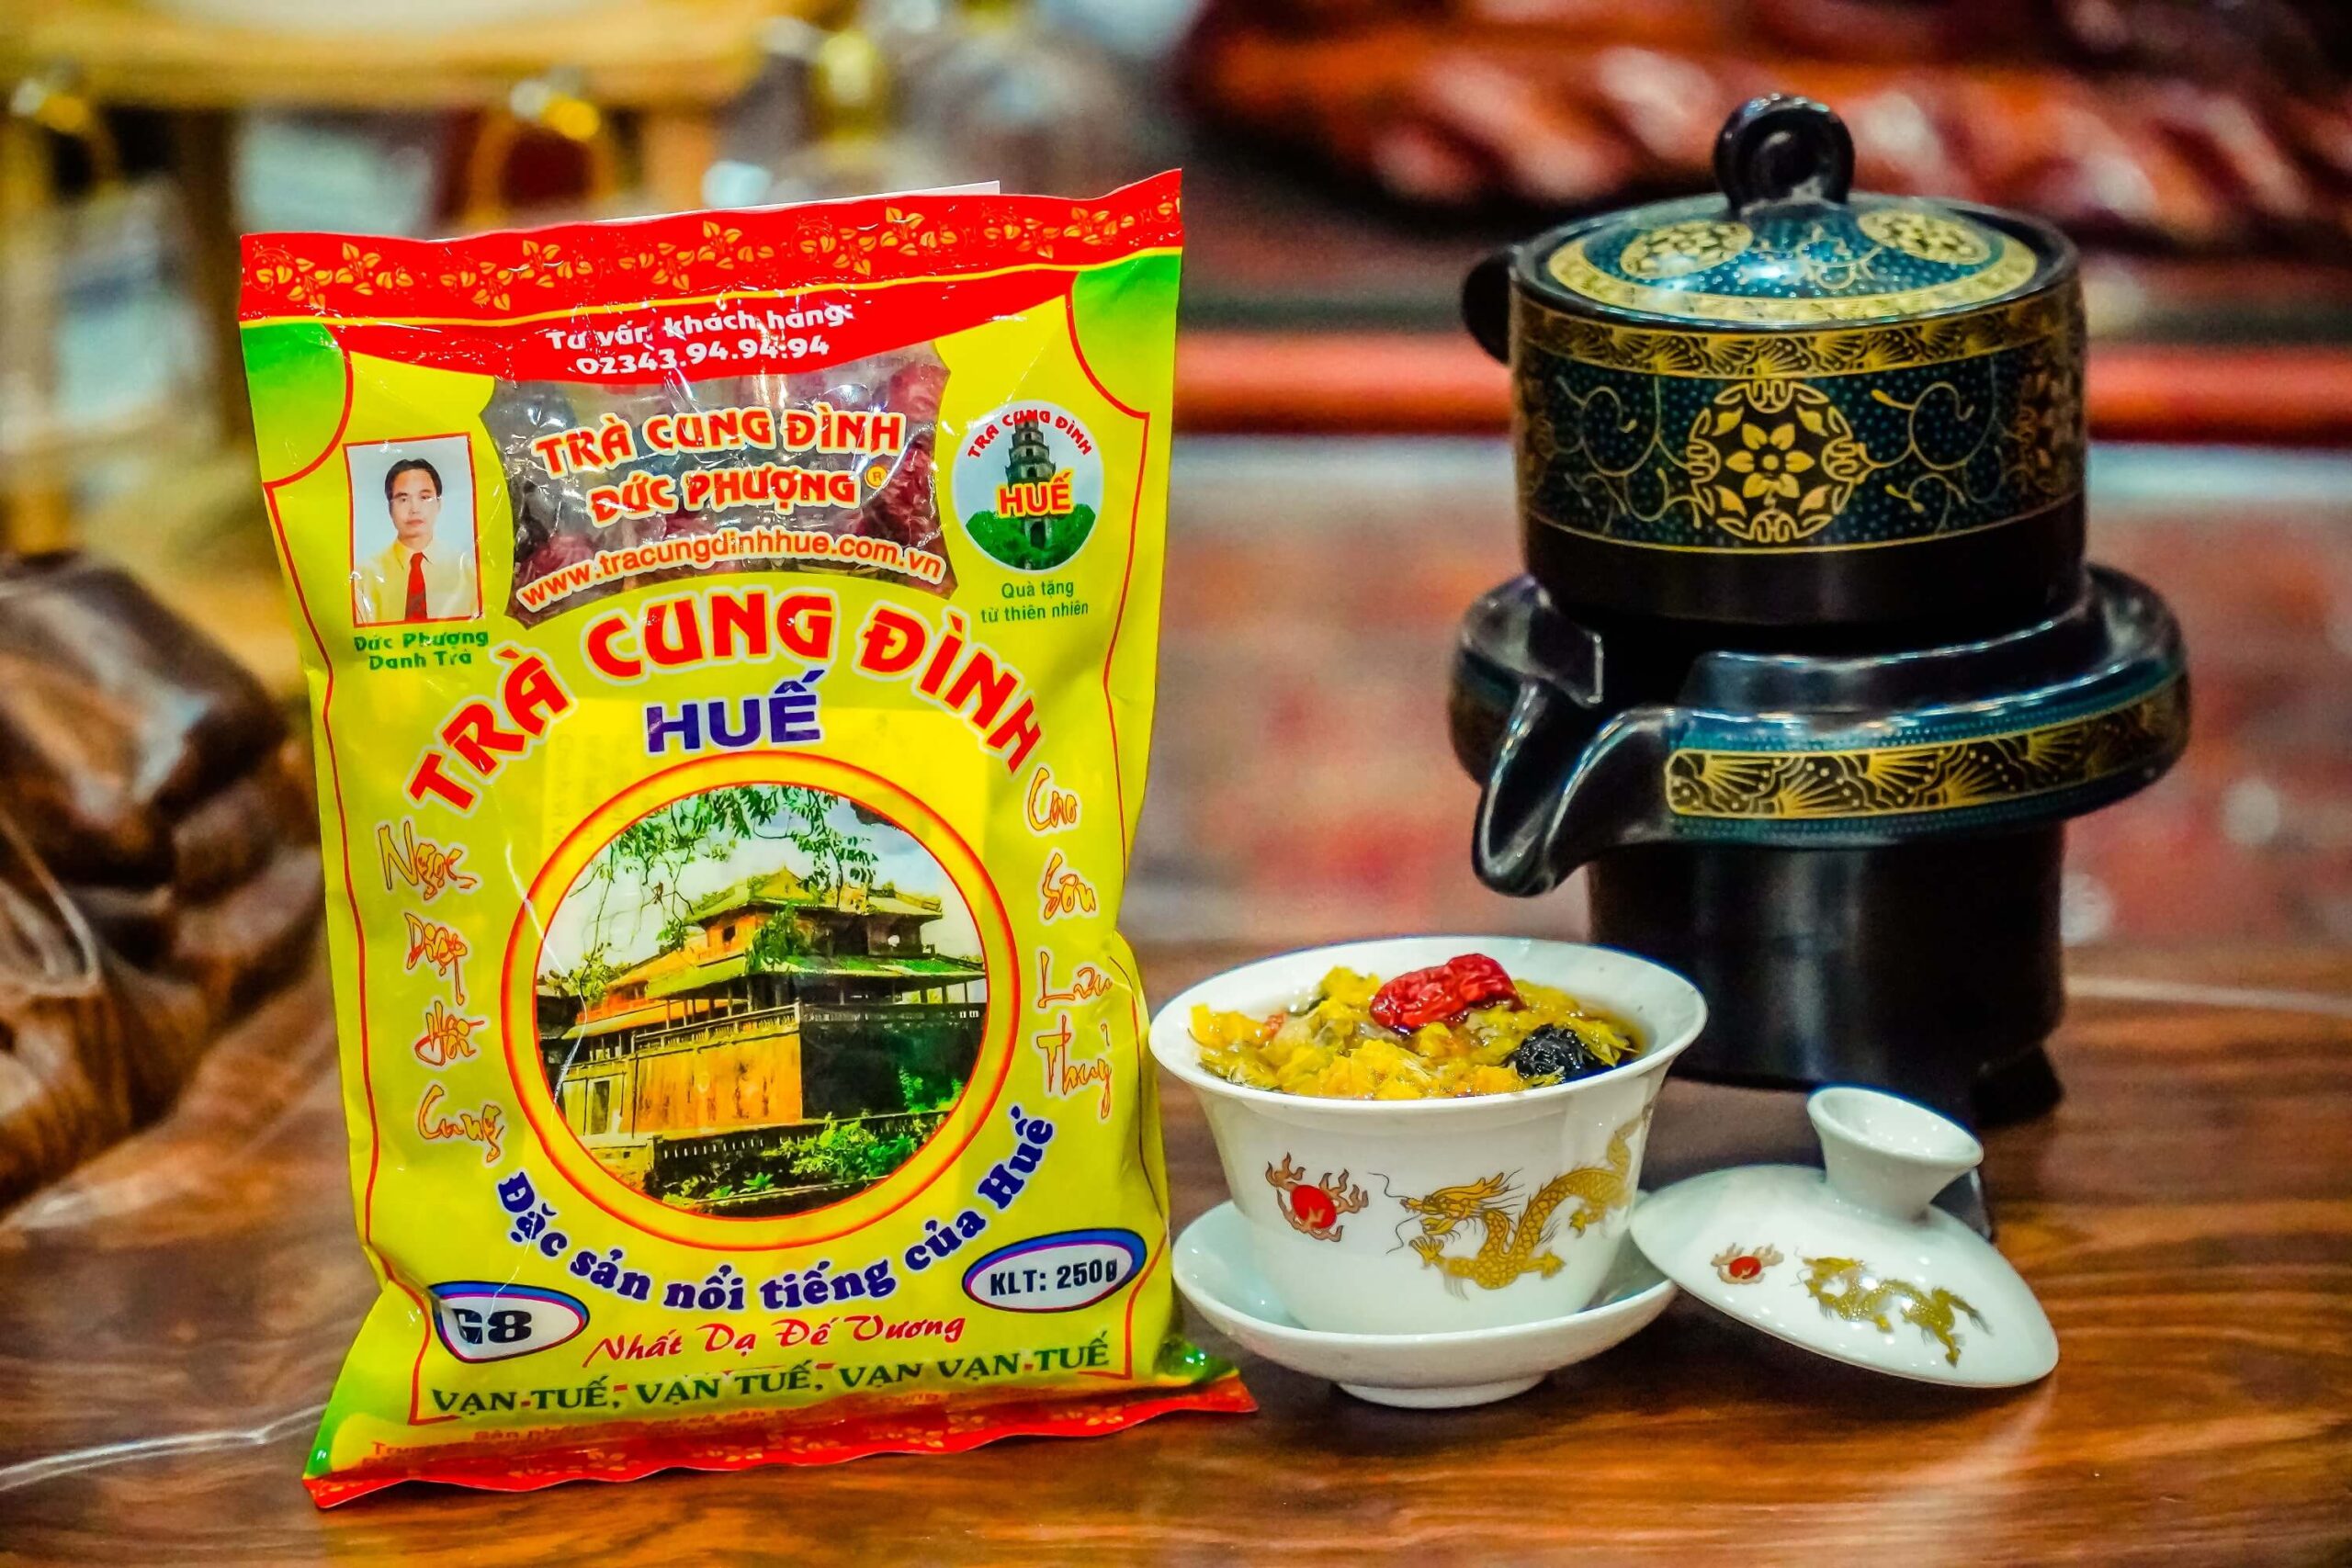 Tư vấn khách hàng:
02343.94.94.94
TRÀ CUNG ĐÌNH
ĐỨC PHƯỢNG ®
www.tracungdinhhue.com.vn
TRÀ CUNG ĐÌNH
HUẾ
Quà tặng
từ thiên nhiên
Đức Phượng
Danh Trà
TRÀ CUNG ĐÌNH
HUẾ
Ngọc
Diệp
Hồi
Cung
Cao
Sơn
Lưu
Thuỷ
Đặc sản nổi tiếng của Huế
G8
KLT: 250g
Nhất Dạ Đế Vương
VẠN TUẾ, VẠN TUẾ, VẠN VẠN TUẾ